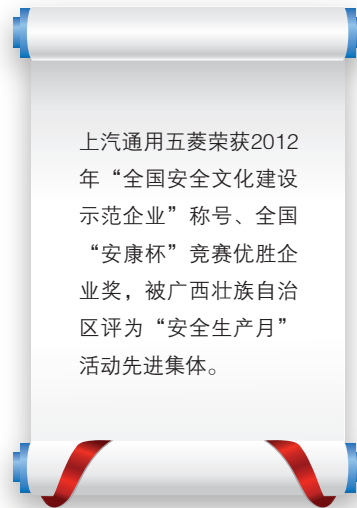 上汽通用五菱荣获2012
年“全国安全文化建设
示范企业”称号、全国
“安康杯”竞赛优胜企
业奖，被广西壮族自治
区评为“安全生产月”
活动先进集体。